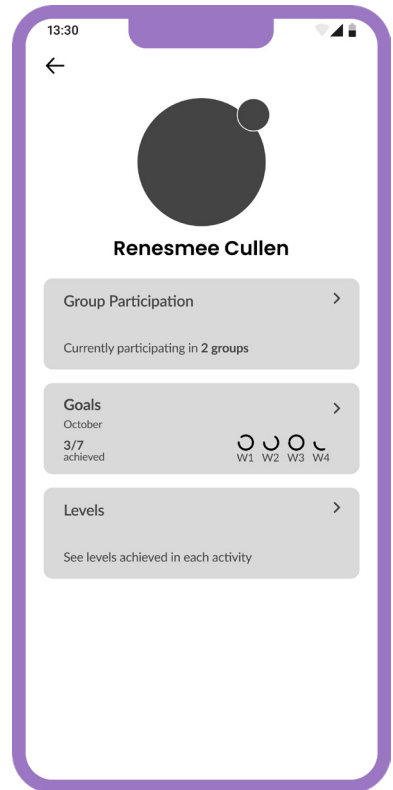 13:30
Renesmee Cullen
Group Participation
Currently participating in 2 groups
Goals
October
3/7
achieved
W1 W2 W3 W4
Levels
See levels achieved in each activity